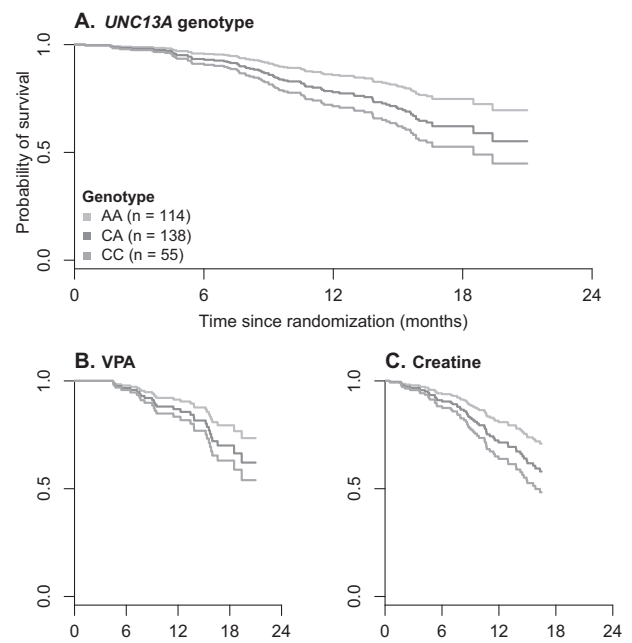 A. UNC13A genotype
Probability of survival
1.0
0.5
0.0
Genotype
AA (n = 114)
CA (n = 138)
CC (n = 55)
0 6 12 18 24
Time since randomization (months)
B. VPA
1.0
0.5
0.0
0 6 12 18 24
C. Creatine
1.0
0.5
0.0
0 6 12 18 24